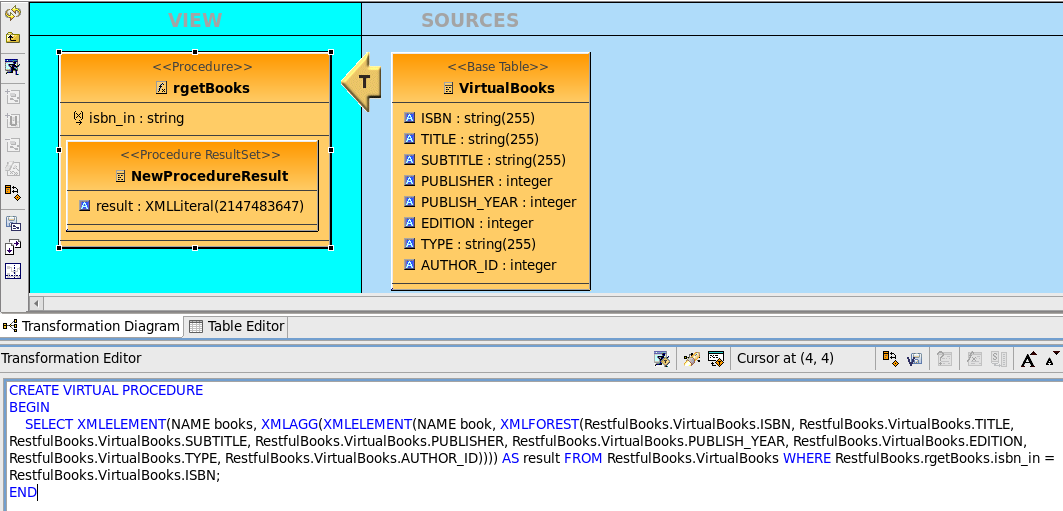 VIEW
SOURCES
<<Procedure>>
rgetBooks
isbn_in : string
<<Procedure ResultSet>>
NewProcedureResult
result : XMLLiteral(2147483647)
T
<<Base Table>>
VirtualBooks
ISBN : string(255)
TITLE : string(255)
SUBTITLE : string(255)
PUBLISHER : integer
PUBLISH_YEAR : integer
EDITION : integer
TYPE : string(255)
AUTHOR_ID : integer
Transformation Diagram
Table Editor
Transformation Editor
Cursor at (4, 4)
CREATE VIRTUAL PROCEDURE
BEGIN
SELECT XMLELEMENT(NAME books, XMLAGG(XMLELEMENT(NAME book, XMLFOREST(RestfulBooks.VirtualBooks.ISBN, RestfulBooks.VirtualBooks.TITLE,
RestfulBooks.VirtualBooks.SUBTITLE, RestfulBooks.VirtualBooks.PUBLISHER, RestfulBooks.VirtualBooks.PUBLISH_YEAR, RestfulBooks.VirtualBooks.EDITION,
RestfulBooks.VirtualBooks.TYPE, RestfulBooks.VirtualBooks.AUTHOR_ID)))) AS result FROM RestfulBooks.VirtualBooks WHERE RestfulBooks.rgetBooks.isbn_in =
RestfulBooks.VirtualBooks.ISBN;
END